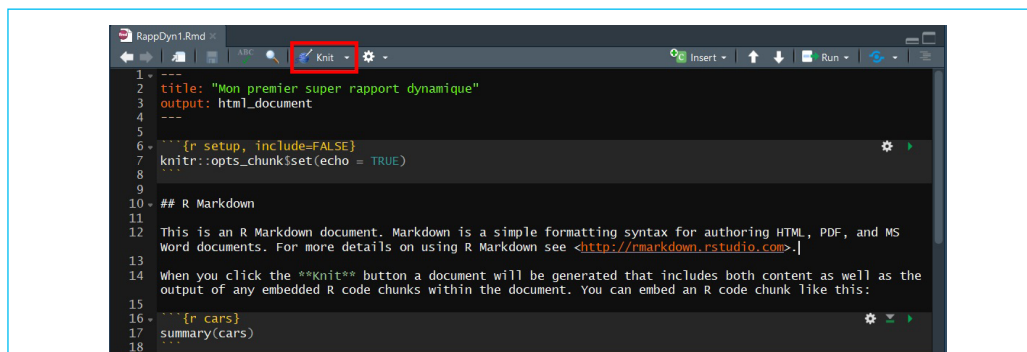 RappDyn1.Rmd
ABC Knit Insert Run
1 ---
2 title: "Mon premier super rapport dynamique"
3 output: html_document
4 ---
5
6 ```{r setup, include=FALSE}
7 knitr::opts_chunk$set(echo = TRUE)
8 ```
9
10 ## R Markdown
11
12 This is an R Markdown document. Markdown is a simple formatting syntax for authoring HTML, PDF, and MS
Word documents. For more details on using R Markdown see <http://rmarkdown.rstudio.com>.
13
14 When you click the **Knit** button a document will be generated that includes both content as well as the
output of any embedded R code chunks within the document. You can embed an R code chunk like this:
15
16 ```{r cars}
17 summary(cars)
18 ```